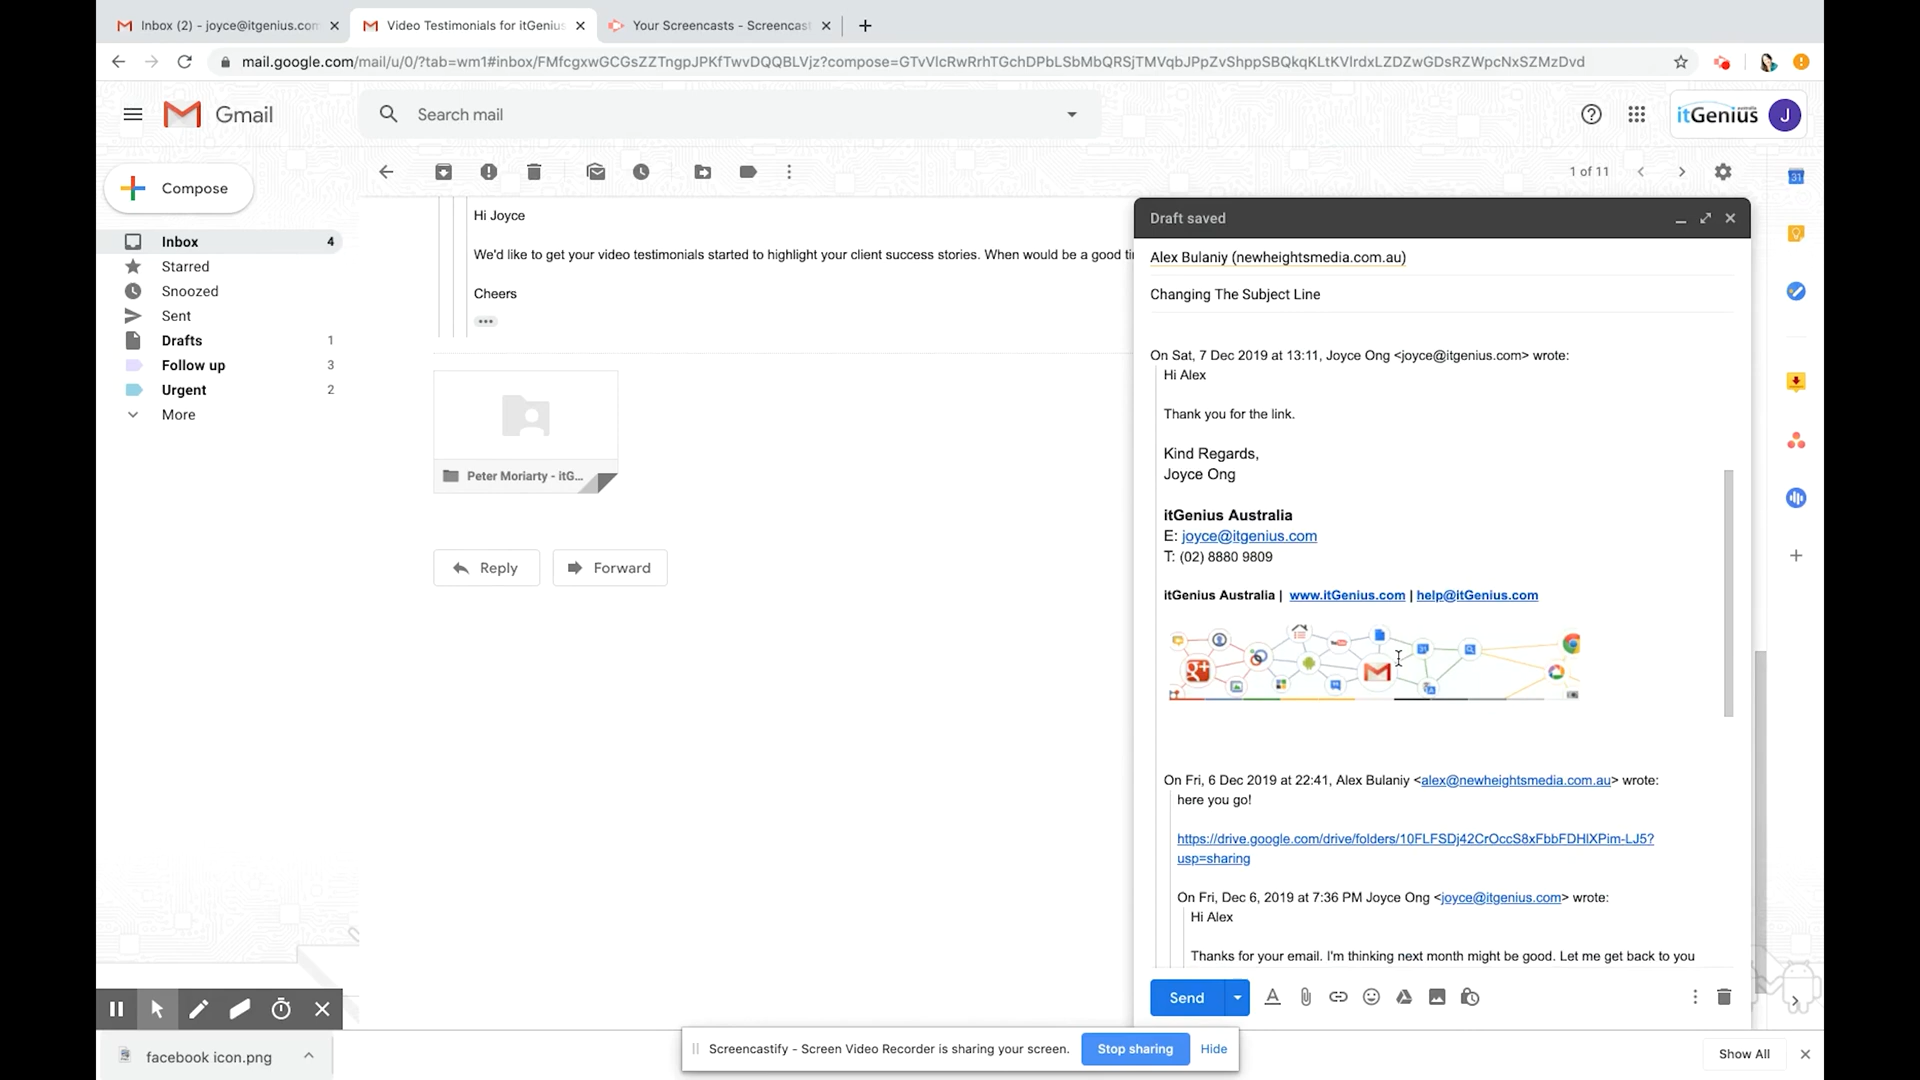 Inbox (2) - joyce@itgenius.com
Video Testimonials for itGenius
Your Screencasts - Screencast
mail.google.com/mail/u/0/?tab=wm1#inbox/FMfcgxwGCGsZZTngpJPKfTwvDQQBLVjz?compose=GTvVlcRwRrhTGchDPbLSbMbQRSjTMVqbJPpZvShppSBQkqKLtKVlrdxLZDZwGDsRZWpcNxSZMzDvd
Gmail
Search mail
itGenius
J
Compose
1 of 11
Inbox 4
Starred
Snoozed
Sent
Drafts 1
Follow up 3
Urgent 2
More
Hi Joyce
We'd like to get your video testimonials started to highlight your client success stories. When would be a good ti
Cheers
Peter Moriarty - itG...
Reply
Forward
Draft saved
Alex Bulaniy (newheightsmedia.com.au)
Changing The Subject Line
On Sat, 7 Dec 2019 at 13:11, Joyce Ong <joyce@itgenius.com> wrote:
Hi Alex
Thank you for the link.
Kind Regards,
Joyce Ong
itGenius Australia
E: joyce@itgenius.com
T: (02) 8880 9809
itGenius Australia | www.itGenius.com | help@itGenius.com
On Fri, 6 Dec 2019 at 22:41, Alex Bulaniy <alex@newheightsmedia.com.au> wrote:
here you go!
https://drive.google.com/drive/folders/10FLFSDj42CrOccS8xFbbFDHlXPim-LJ5?
usp=sharing
On Fri, Dec 6, 2019 at 7:36 PM Joyce Ong <joyce@itgenius.com> wrote:
Hi Alex
Thanks for your email. I'm thinking next month might be good. Let me get back to you
Send
31
facebook icon.png
Screencastify - Screen Video Recorder is sharing your screen.
Stop sharing
Hide
Show All